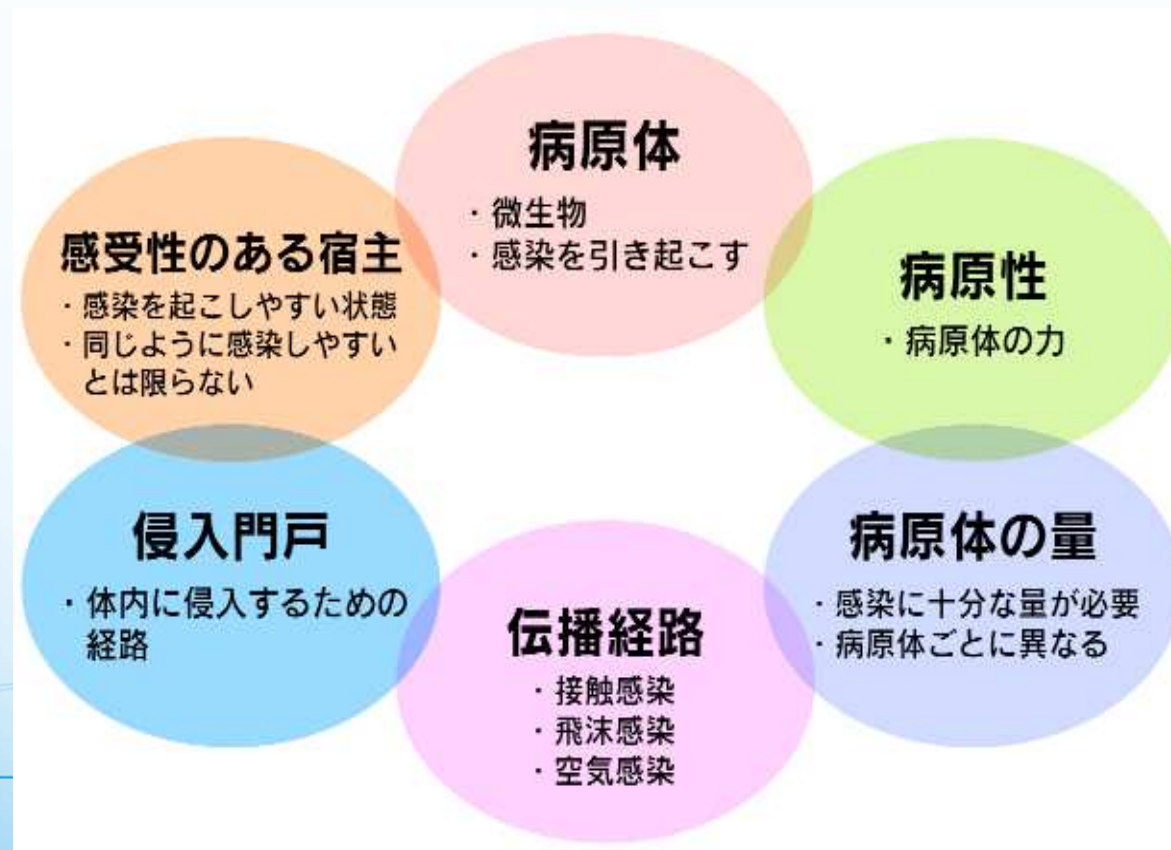 病原体
・微生物
・感染を引き起こす
病原性
・病原体の力
病原体の量
・感染に十分な量が必要
・病原体ごとに異なる
伝播経路
・接触感染
・飛沫感染
・空気感染
侵入門戸
・体内に侵入するための
経路
感受性のある宿主
・感染を起こしやすい状態
・同じように感染しやすい
とは限らない